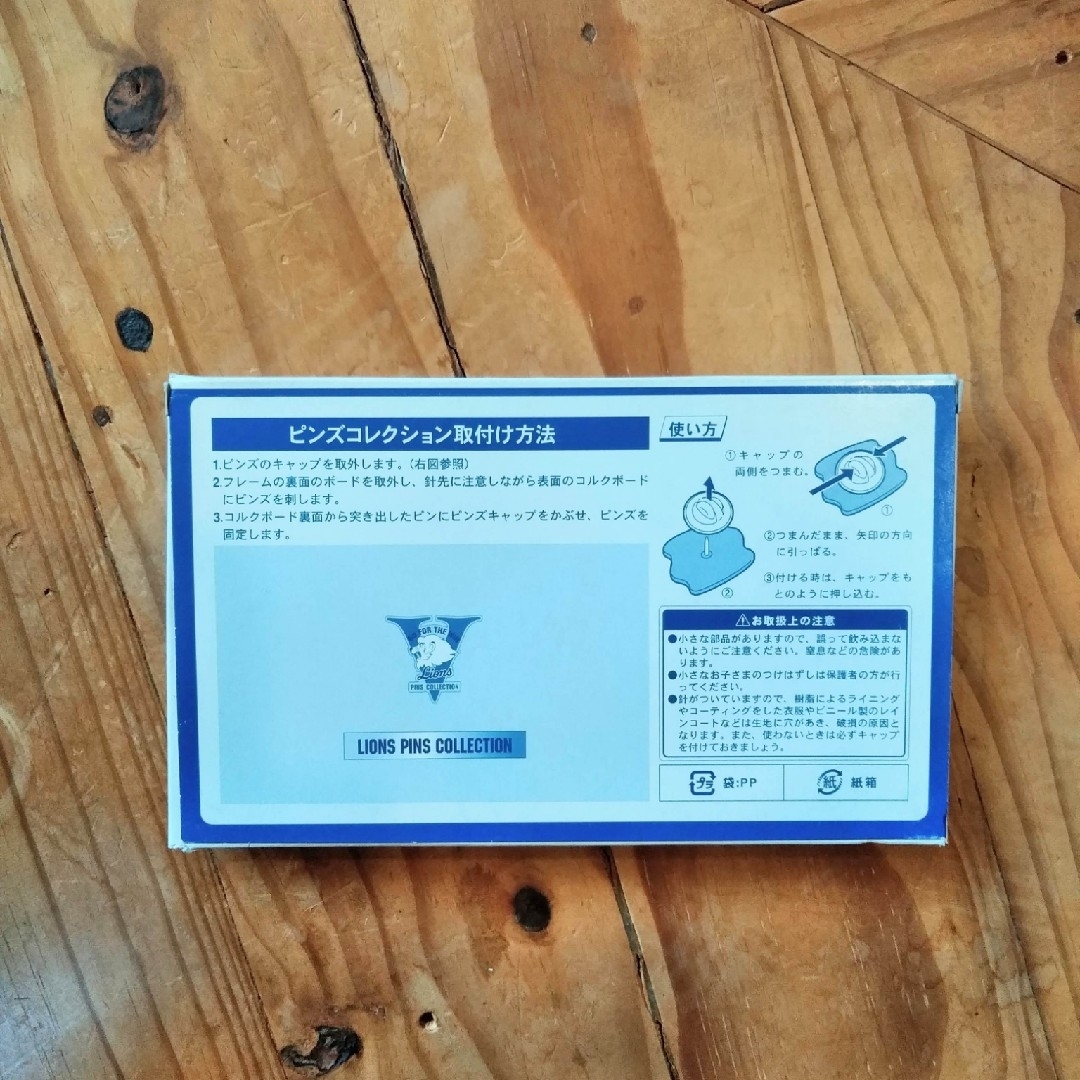 ピンズコレクション取付け方法
1.ピンズのキャップを取外します。(右図参照)
2.フレームの裏面のボードを取外し、針先に注意しながら表面のコルクボード
にピンズを刺します。
3.コルクボード裏面から突き出したピンにピンズキャップをかぶせ、ピンズを
固定します。
FOR THE
Lions
PINS COLLECTION
LIONS PINS COLLECTION
使い方
①キャップの
両側をつまむ。
①
②つまんだまま、矢印の方向
に引っぱる。
②
③付ける時は、キャップをも
とのように押し込む。
⚠お取扱上の注意
●小さな部品がありますので、誤って飲み込まな
いようにご注意ください。窒息などの危険があ
ります。
●小さなお子さまのつけはずしは保護者の方が行
ってください。
●針がついていますので、樹脂によるライニング
やコーティングをした衣服やビニール製のレイ
ンコートなどは生地に穴があき、破損の原因と
なります。また、使わないときは必ずキャップ
を付けておきましょう。
プラ 袋:PP
紙 紙箱